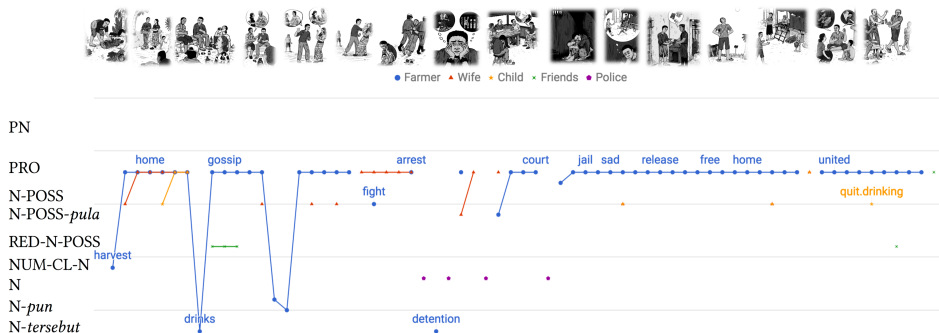 Farmer Wife Child Friends Police
PN
PRO
home gossip arrest court jail sad release free home united
N-POSS
fight quit.drinking
N-POSS-pula
RED-N-POSS
harvest
NUM-CL-N
N
N-pun
drinks detention
N-tersebut